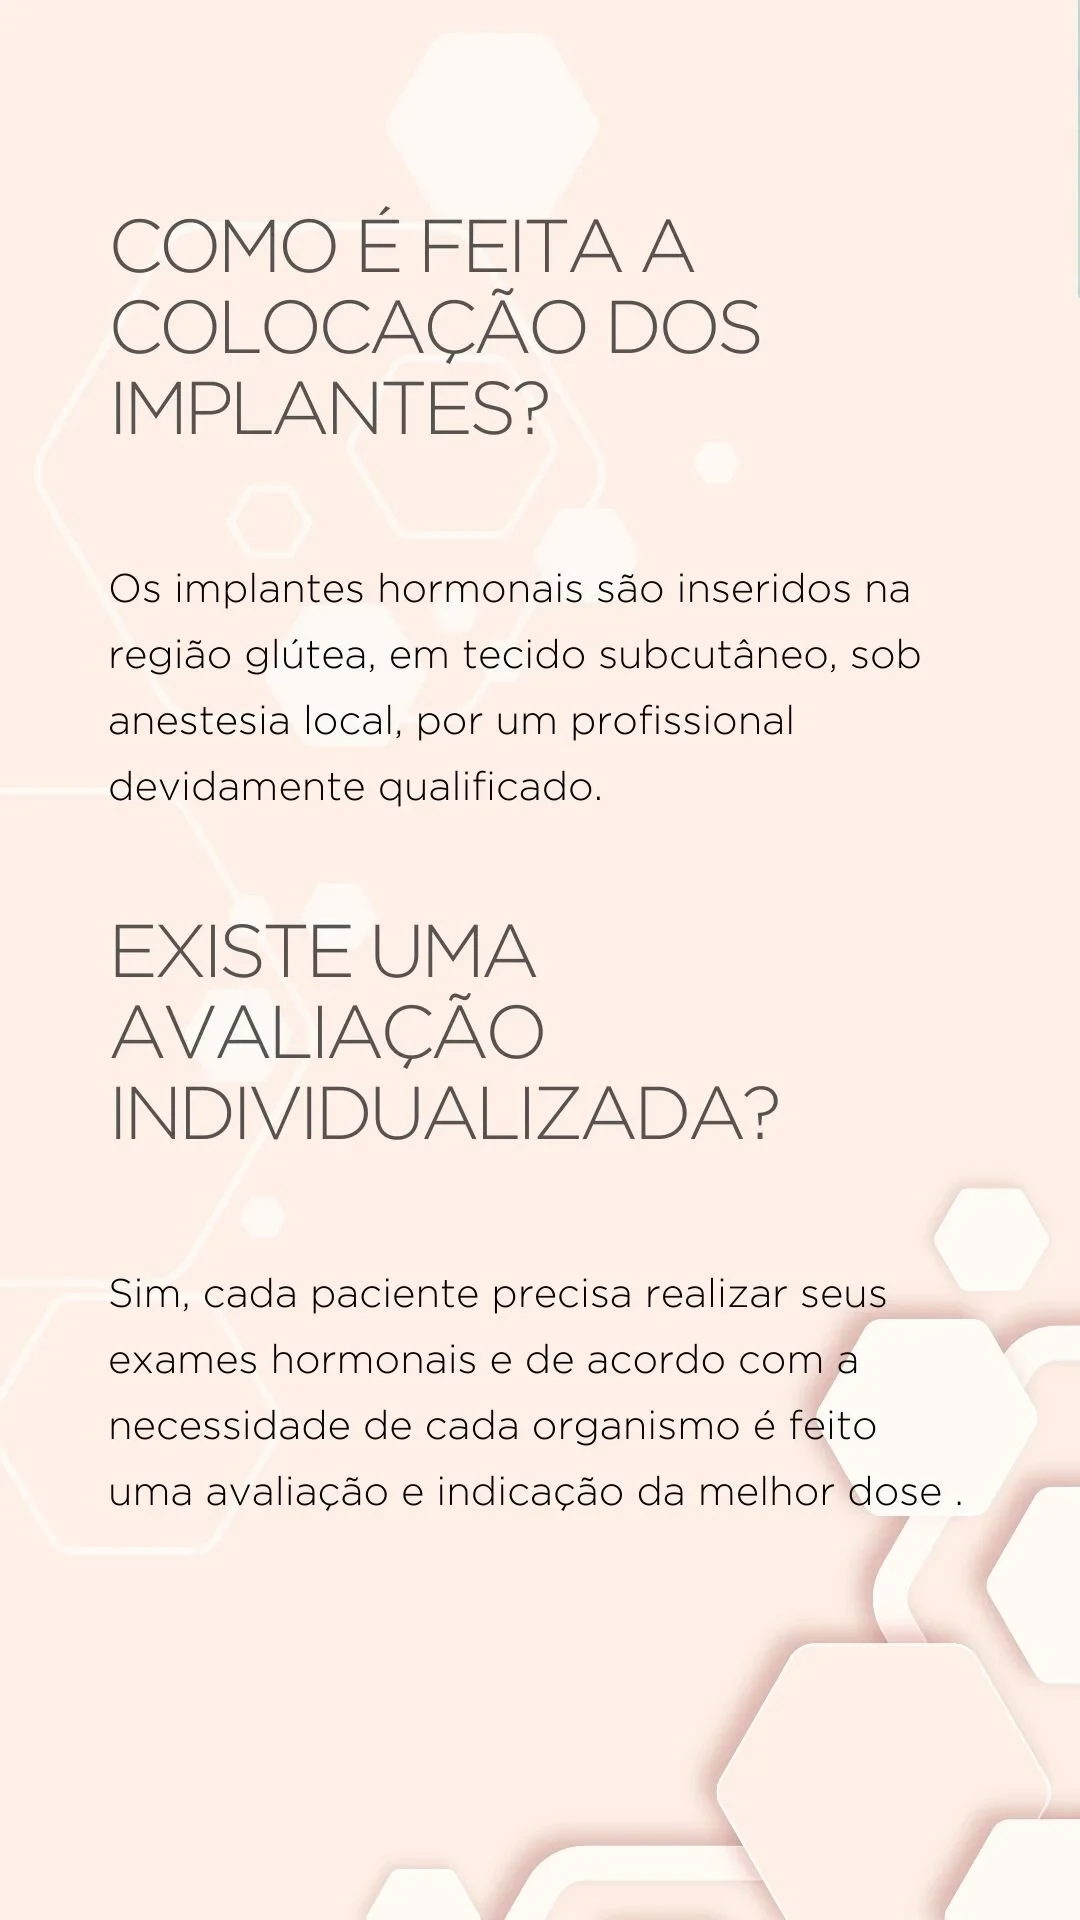 COMO É FEITA A
COLOCAÇÃO DOS
IMPLANTES?
Os implantes hormonais são inseridos na
região glútea, em tecido subcutâneo, sob
anestesia local, por um profissional
devidamente qualificado.
EXISTE UMA
AVALIAÇÃO
INDIVIDUALIZADA?
Sim, cada paciente precisa realizar seus
exames hormonais e de acordo com a
necessidade de cada organismo é feito
uma avaliação e indicação da melhor dose .